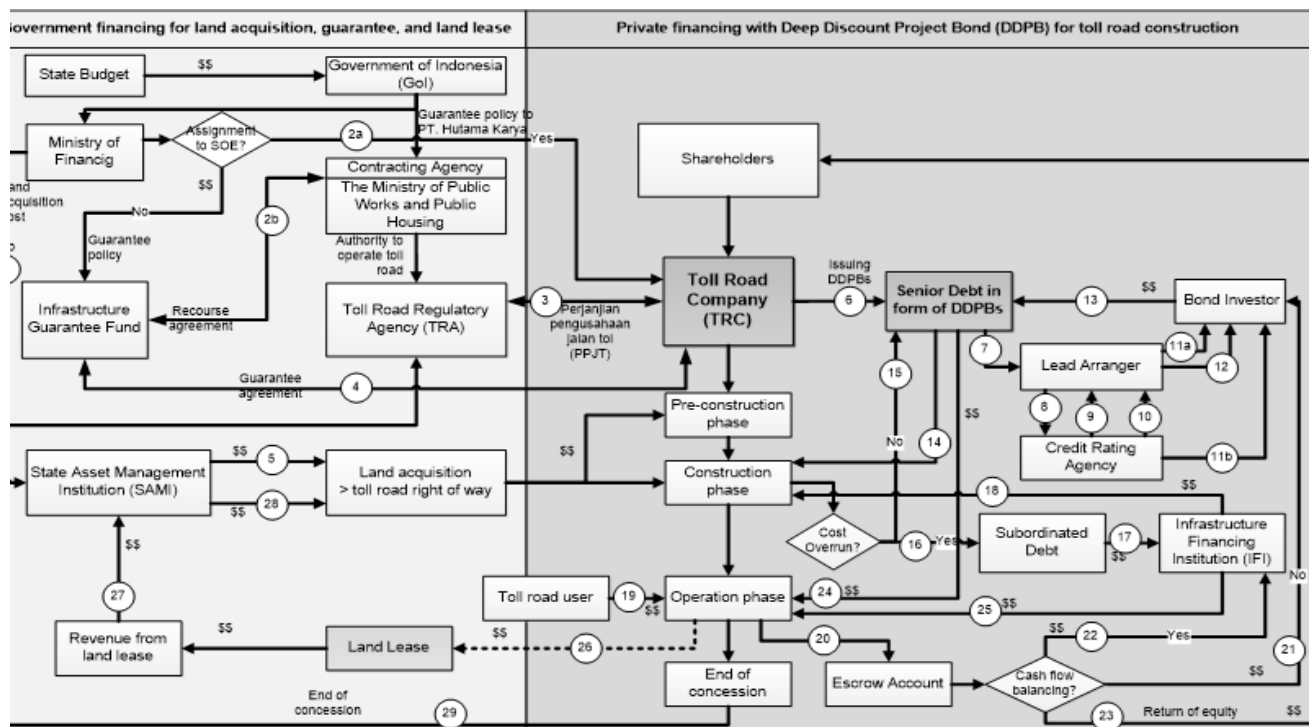 Government financing for land acquisition, guarantee, and land lease
Private financing with Deep Discount Project Bond (DDPB) for toll road construction
State Budget
$$
Government of Indonesia
(GoI)
Guarantee policy to
PT. Hutama Karya
Ministry of
Financig
Assignment
to SOE?
2a
Yes
$$
Shareholders
Contracting Agency
The Ministry of Public
Works and Public
Housing
acquisition
No
2b
Guarantee
policy
Authority to
operate toll
road
Infrastructure
Guarantee Fund
Recourse
agreement
Toll Road Regulatory
Agency (TRA)
3
Perjanjian
pengusahaan
jalan tol
(PPJT)
Toll Road
Company
(TRC)
Issuing
DDPBs
6
Senior Debt in
form of DDPBs
13
$$
Bond Investor
7
Lead Arranger
11a
12
15
8
9
10
Credit Rating
Agency
11b
Guarantee
agreement
4
Pre-construction
phase
$$
$$
No
14
State Asset Management
Institution (SAMI)
$$
5
28
$$
Land acquisition
> toll road right of way
Construction
phase
18
$$
Cost
Overrun?
16
Yes
Subordinated
Debt
17
$$
Infrastructure
Financing
Institution (IFI)
No
$$
27
Toll road user
19
$$
Operation phase
24
$$
25
$$
Revenue from
land lease
$$
Land Lease
$$
26
20
$$
22
Yes
21
End of
concession
29
End of
concession
Escrow Account
Cash flow
balancing?
$$
23
Return of equity
$$